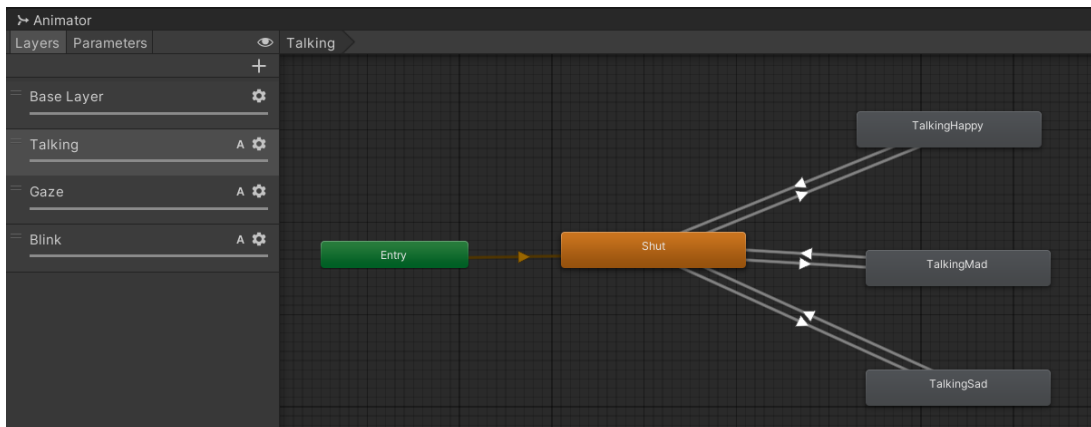 Animator
Layers Parameters Talking
Base Layer
Talking A
Gaze A
Blink A
TalkingHappy
Shut
Entry
TalkingMad
TalkingSad